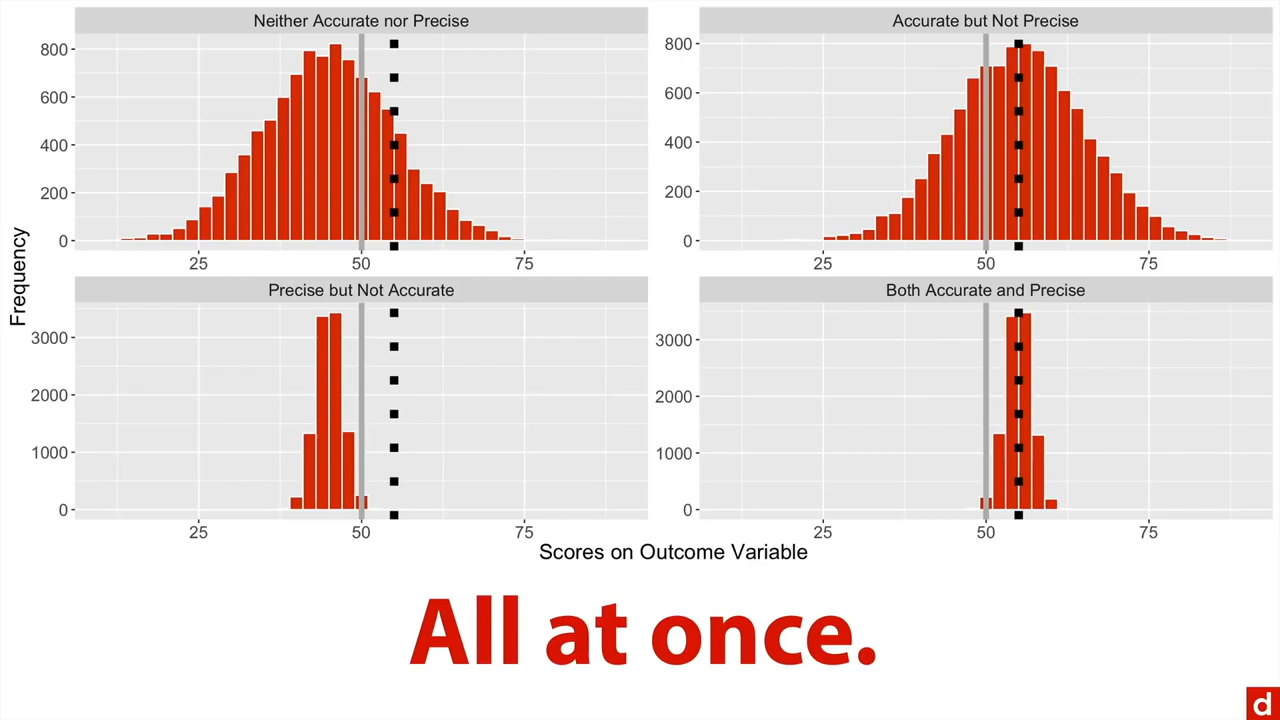 Neither Accurate nor Precise
Accurate but Not Precise
800
600
400
200
0
25 50 75
800
600
400
200
0
25 50 75
Frequency
Precise but Not Accurate
Both Accurate and Precise
3000
2000
1000
0
25 50 75
3000
2000
1000
0
25 50 75
Scores on Outcome Variable
All at once.
d